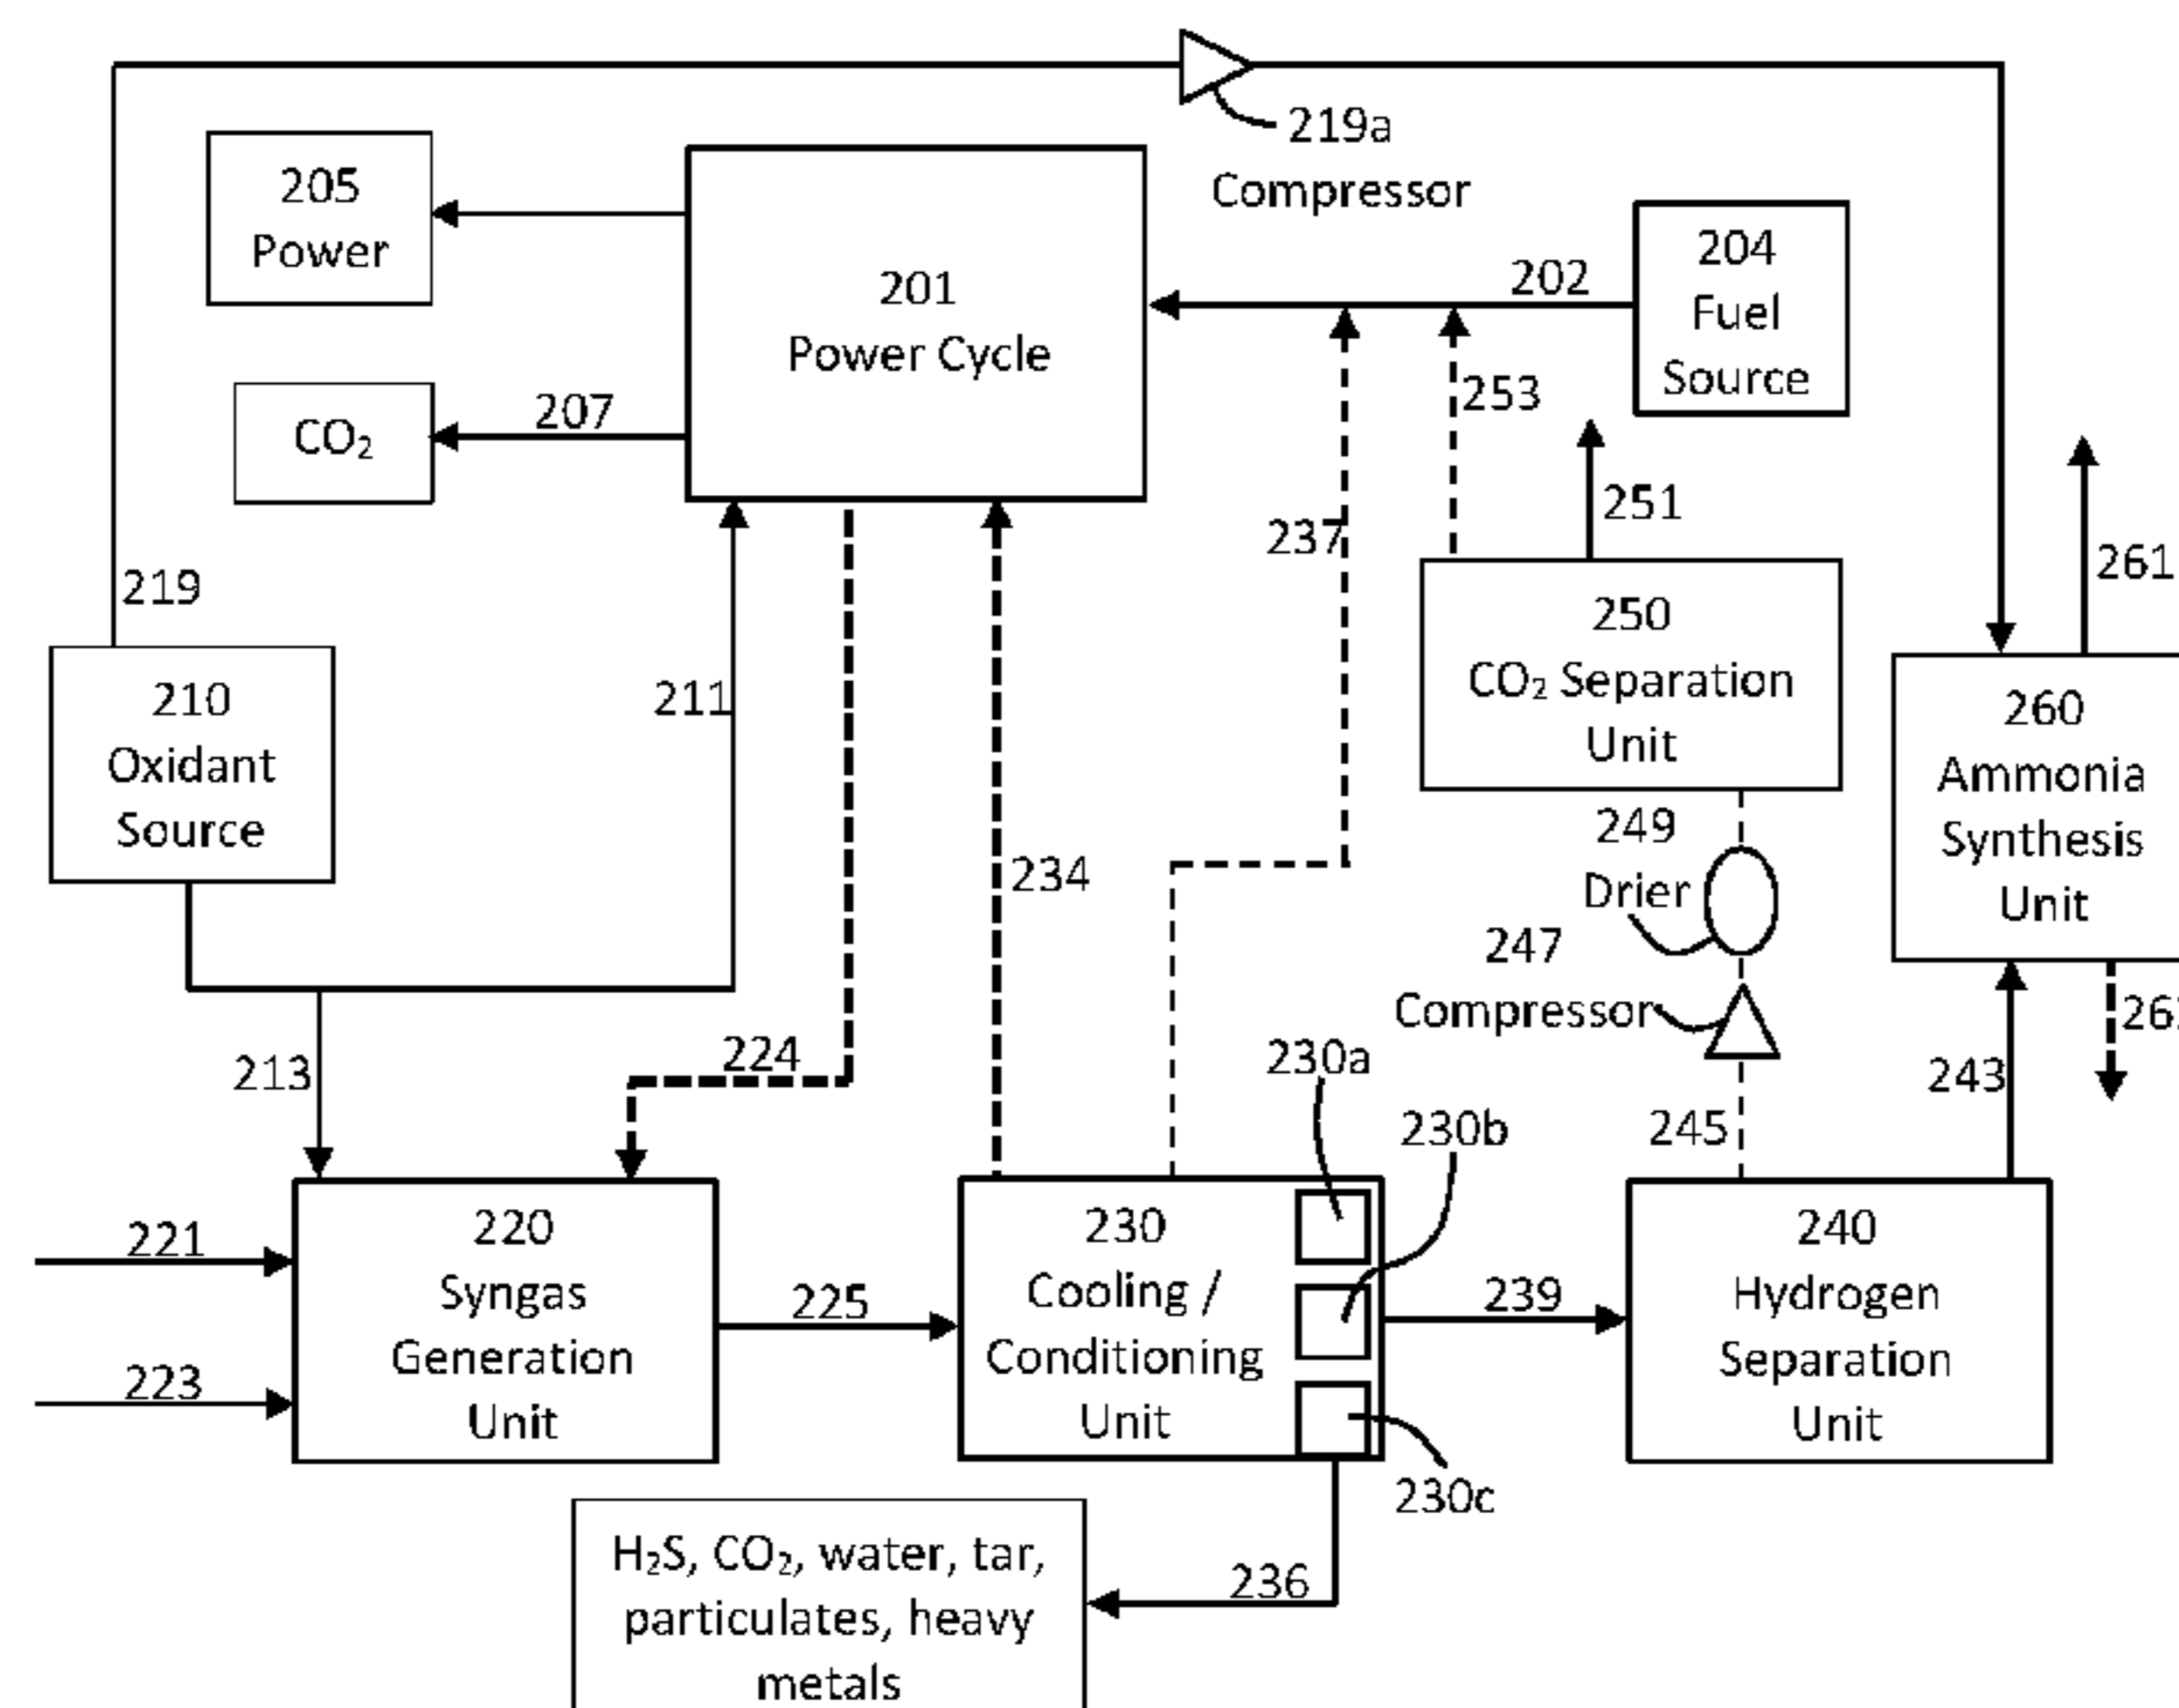 219a
Compressor
205
Power
201
Power Cycle
202
204
Fuel
Source
CO₂
207
253
237
251
261
219
210
Oxidant
Source
211
234
250
CO₂ Separation
Unit
260
Ammonia
Synthesis
Unit
249
Drier
247
Compressor
224
213
230a
230b
245
243
221
220
Syngas
Generation
Unit
223
225
230
Cooling /
Conditioning
Unit
239
240
Hydrogen
Separation
Unit
230c
H₂S, CO₂, water, tar,
particulates, heavy
metals
236